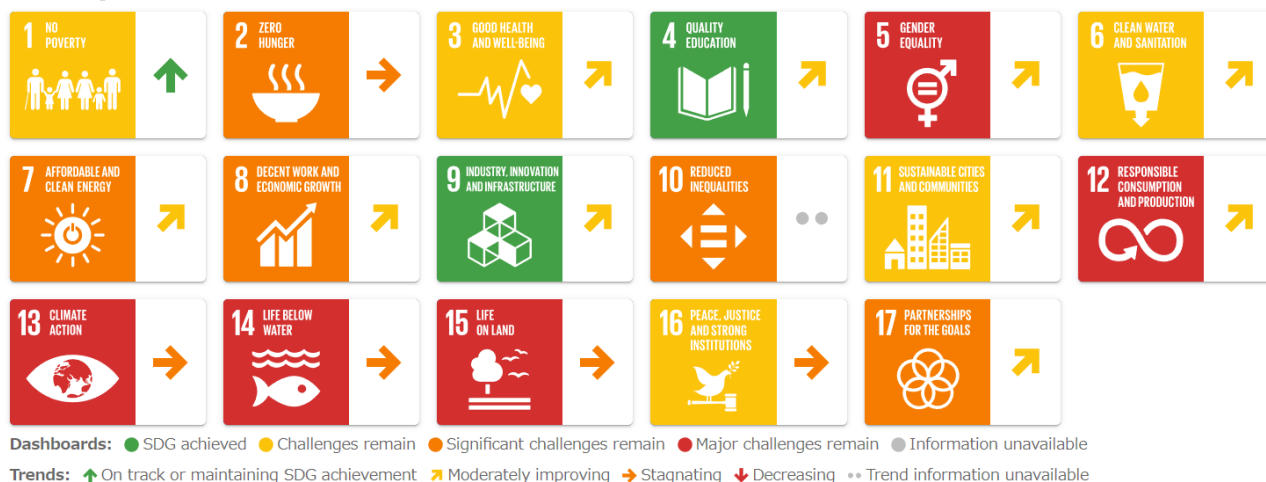 1 NO
POVERTY
2 ZERO
HUNGER
3 GOOD HEALTH
AND WELL-BEING
4 QUALITY
EDUCATION
5 GENDER
EQUALITY
6 CLEAN WATER
AND SANITATION
7 AFFORDABLE AND
CLEAN ENERGY
8 DECENT WORK AND
ECONOMIC GROWTH
9 INDUSTRY, INNOVATION
AND INFRASTRUCTURE
10 REDUCED
INEQUALITIES
11 SUSTAINABLE CITIES
AND COMMUNITIES
12 RESPONSIBLE
CONSUMPTION
AND PRODUCTION
13 CLIMATE
ACTION
14 LIFE BELOW
WATER
15 LIFE
ON LAND
16 PEACE, JUSTICE
AND STRONG
INSTITUTIONS
17 PARTNERSHIPS
FOR THE GOALS
Dashboards: SDG achieved Challenges remain Significant challenges remain Major challenges remain Information unavailable
Trends: On track or maintaining SDG achievement Moderately improving Stagnating Decreasing Trend information unavailable